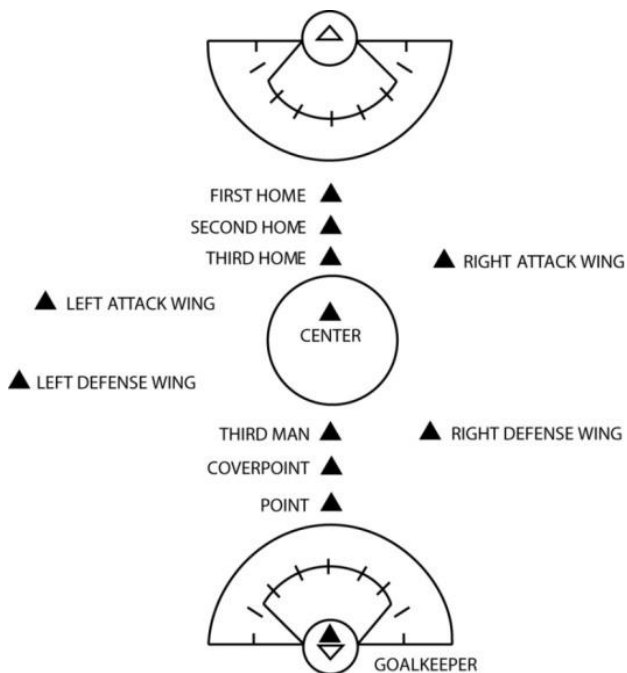 FIRST HOME
SECOND HOME
THIRD HOME
RIGHT ATTACK WING
LEFT ATTACK WING
CENTER
LEFT DEFENSE WING
THIRD MAN
RIGHT DEFENSE WING
COVERPOINT
POINT
GOALKEEPER